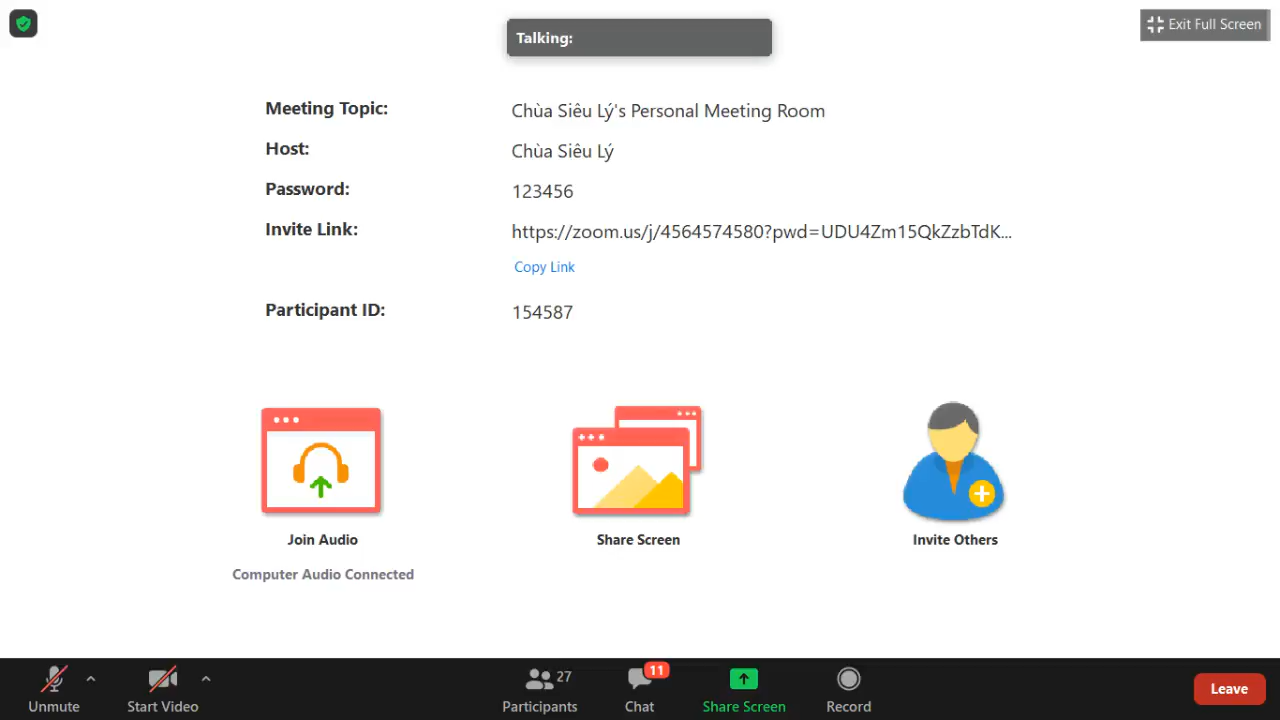 Talking:
Exit Full Screen
Meeting Topic: Chùa Siêu Lý's Personal Meeting Room
Host: Chùa Siêu Lý
Password: 123456
Invite Link: https://zoom.us/j/4564574580?pwd=UDU4Zm15QkZzbTdK...
Copy Link
Participant ID: 154587
Join Audio
Share Screen
Invite Others
Computer Audio Connected
27
11
Unmute
Start Video
Participants
Chat
Share Screen
Record
Leave